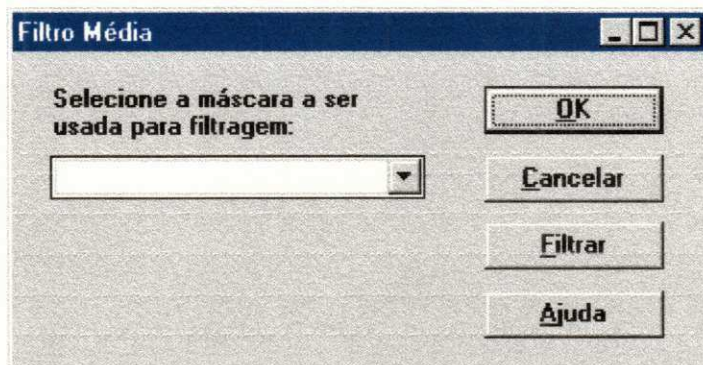 Filtro Média
Selecione a máscara a ser
usada para filtragem:
OK
Cancelar
Filtrar
Ajuda